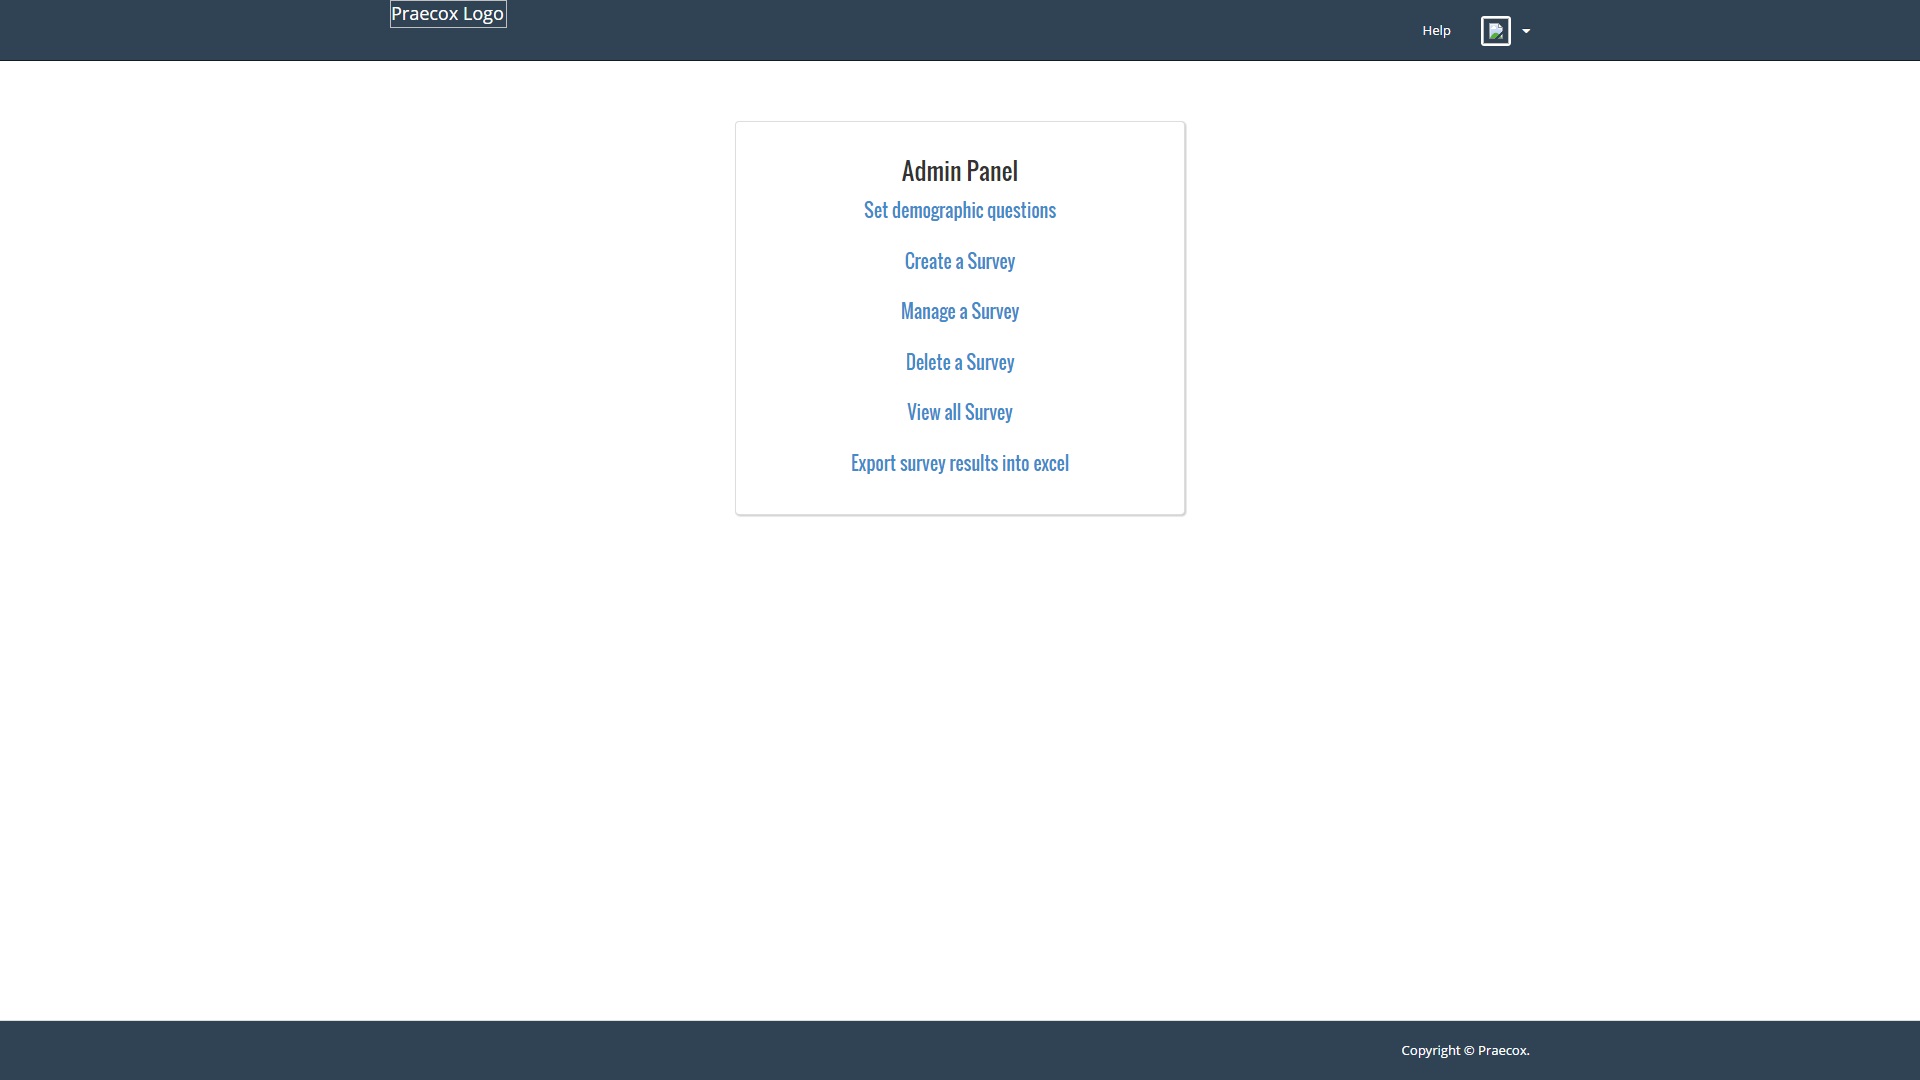 Praecox Logo
Help
Admin Panel
Set demographic questions
Create a Survey
Manage a Survey
Delete a Survey
View all Survey
Export survey results into excel
Copyright © Praecox.